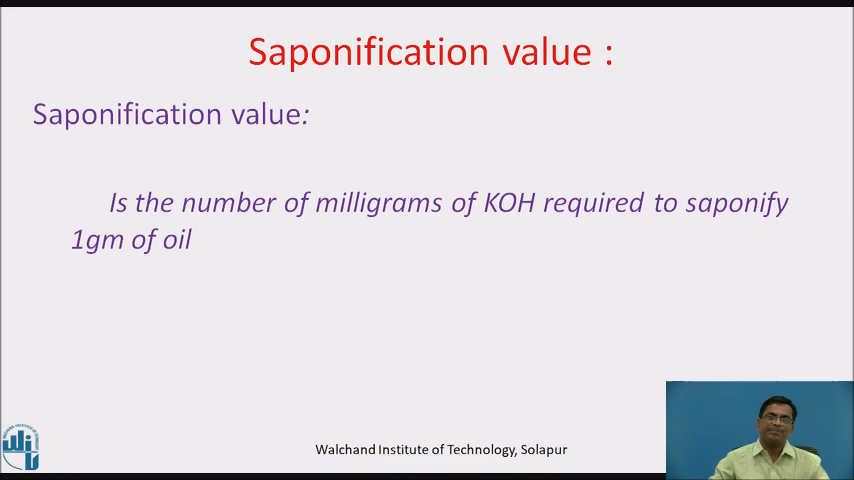 Saponification value :
Saponification value:
Is the number of milligrams of KOH required to saponify
1gm of oil
Walchand Institute of Technology, Solapur